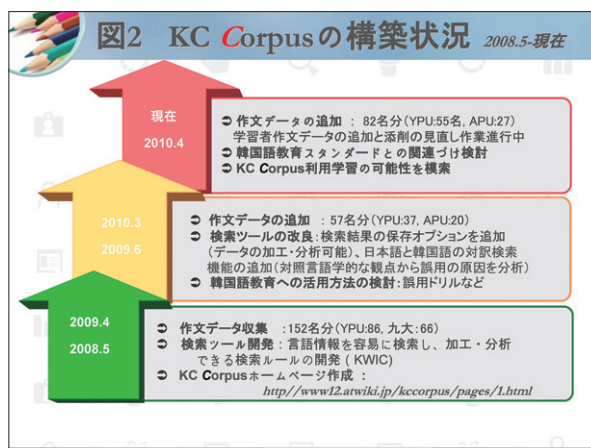 図2 KC Corpusの構築状況 2008.5-現在
現在
2010.4
➲ 作文データの追加 : 82名分(YPU:55名, APU:27)
学習者作文データの追加と添削の見直し作業進行中
➲ 韓国語教育スタンダードとの関連づけ検討
➲ KC Corpus利用学習の可能性を模索
2010.3
2009.6
➲ 作文データの追加 : 57名分(YPU:37, APU:20)
➲ 検索ツールの改良:検索結果の保存オプションを追加
(データの加工・分析可能)、日本語と韓国語の対訳検索
機能の追加(対照言語学的な観点から誤用の原因を分析)
➲ 韓国語教育への活用方法の検討:誤用ドリルなど
2009.4
2008.5
➲ 作文データ収集 :152名分(YPU:86, 九大:66)
➲ 検索ツール開発: 言語情報を容易に検索し、加工・分析
できる検索ルールの開発 ( KWIC)
➲ KC Corpusホームページ作成 :
http//www12.atwiki.jp/kccorpus/pages/1.html